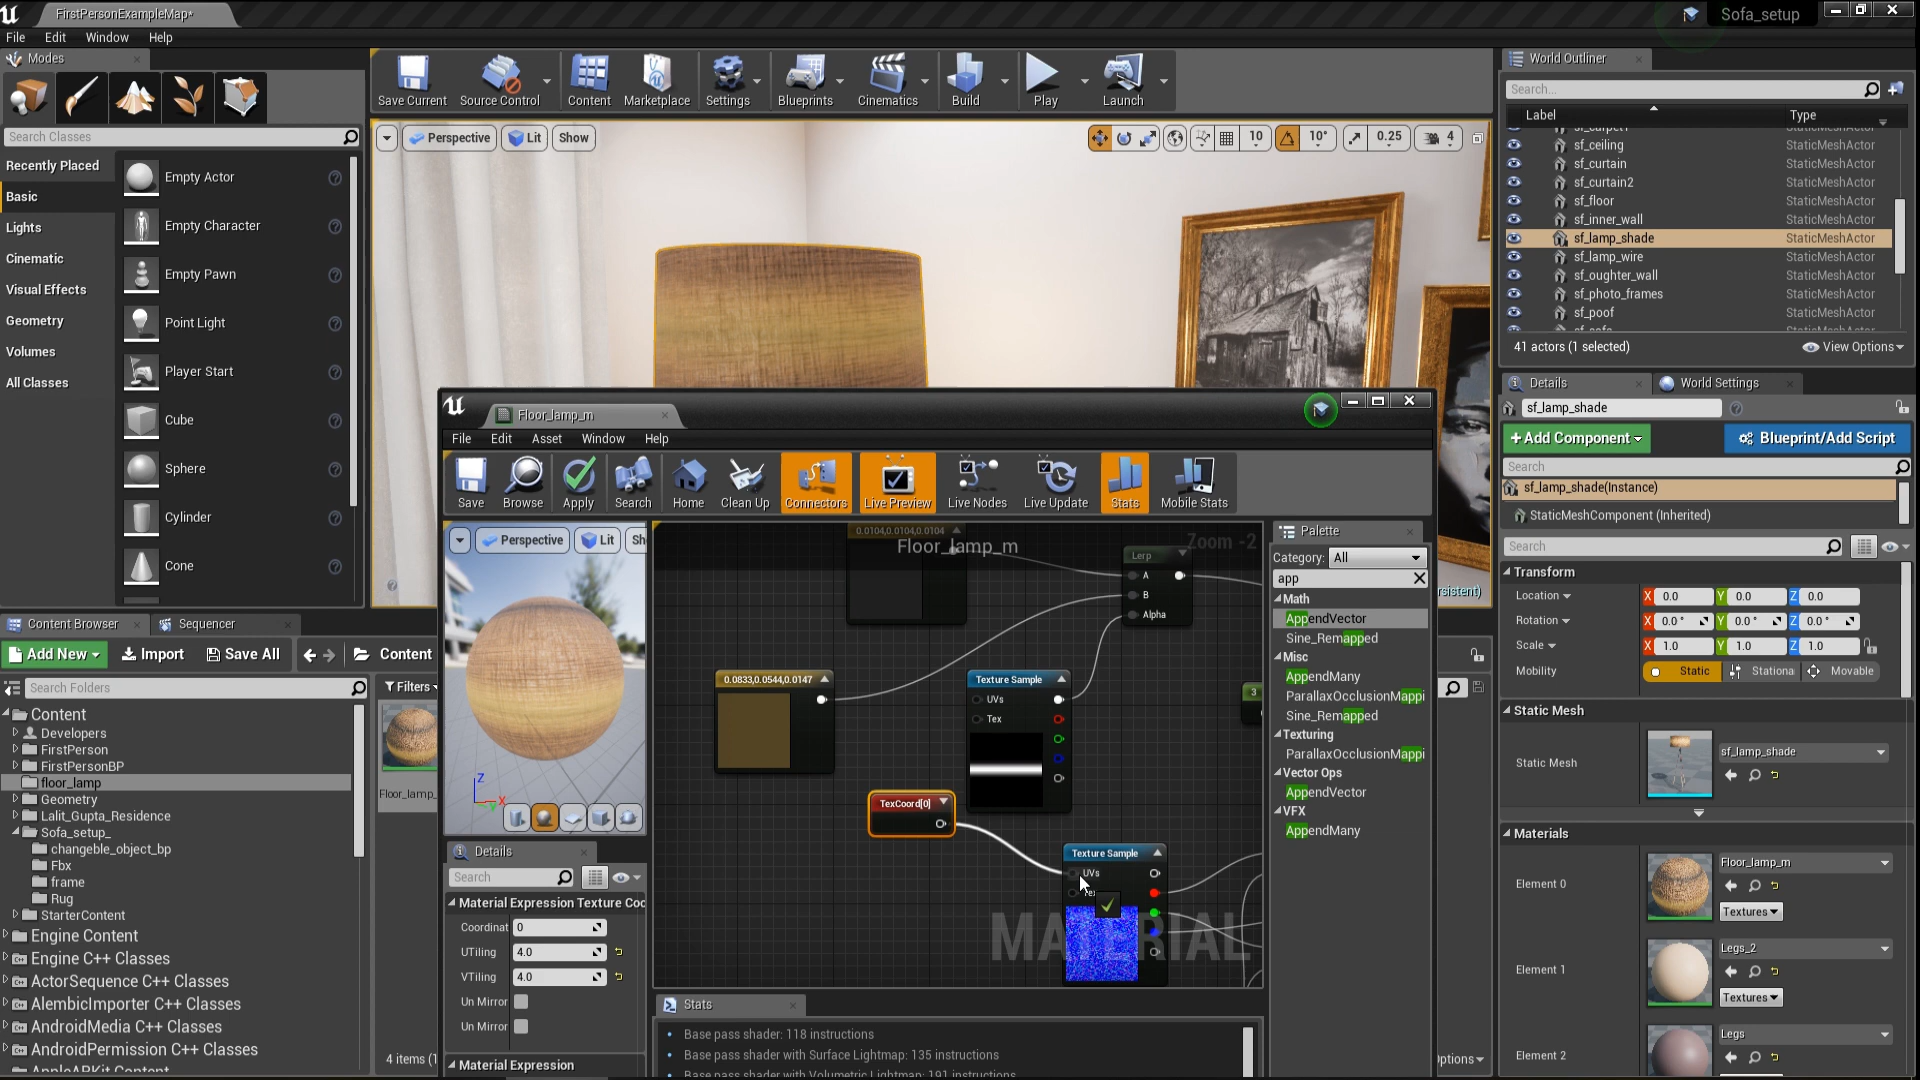 FirstPersonExampleMap*
Sofa_setup
File Edit Window Help
Modes
Search Classes
Recently Placed
Basic
Lights
Cinematic
Visual Effects
Geometry
Volumes
All Classes
Empty Actor
Empty Character
Empty Pawn
Point Light
Player Start
Cube
Sphere
Cylinder
Cone
Save Current Source Control Content Marketplace Settings Blueprints Cinematics Build Play Launch
Perspective Lit Show
10 10° 0.25 4
World Outliner
Search...
Label Type
sf_ceiling StaticMeshActor
sf_curtain StaticMeshActor
sf_curtain2 StaticMeshActor
sf_floor StaticMeshActor
sf_inner_wall StaticMeshActor
sf_lamp_shade StaticMeshActor
sf_lamp_wire StaticMeshActor
sf_oughter_wall StaticMeshActor
sf_photo_frames StaticMeshActor
sf_poof StaticMeshActor
41 actors (1 selected) View Options
Details World Settings
sf_lamp_shade
+Add Component Blueprint/Add Script
Search
sf_lamp_shade(Instance)
StaticMeshComponent (Inherited)
Search
Transform
Location X 0.0 Y 0.0 Z 0.0
Rotation X 0.0 ° Y 0.0 ° Z 0.0 °
Scale X 1.0 Y 1.0 Z 1.0
Mobility Static Stationa Movable
Static Mesh
Static Mesh sf_lamp_shade
Materials
Element 0 Floor_lamp_m
Textures
Element 1 Legs_2
Textures
Element 2 Legs
Content Browser Sequencer
Add New Import Save All Content
Search Folders
Filters
Content
Developers
FirstPerson
FirstPersonBP
floor_lamp
Geometry
Lalit_Gupta_Residence
Sofa_setup_
changeble_object_bp
Fbx
frame
Rug
StarterContent
Engine Content
Engine C++ Classes
ActorSequence C++ Classes
AlembicImporter C++ Classes
AndroidMedia C++ Classes
AndroidPermission C++ Classes
Floor_lamp_
4 items (1
Floor_lamp_m
File Edit Asset Window Help
Save Browse Apply Search Home Clean Up Connectors Live Preview Live Nodes Live Update Stats Mobile Stats
Perspective Lit Sh
Z
X
Details
Search
Material Expression Texture Coo
Coordinat 0
UTiling 4.0
VTiling 4.0
Un Mirror
Un Mirror
Material Expression
Floor_lamp_m
Zoom -2
0.0104,0.0104,0.0104
Lerp
A
B
Alpha
0.0833,0.0544,0.0147
Texture Sample
UVs
Tex
3
TexCoord[0]
Texture Sample
UVs
MATERIAL
Stats
Base pass shader: 118 instructions
Base pass shader with Surface Lightmap: 135 instructions
Base pass shader with Volumetric Lightmap: 191 instructions
Palette
Category: All
app
Math
AppendVector
Sine_Remapped
Misc
AppendMany
ParallaxOcclusionMappi
Sine_Remapped
Texturing
ParallaxOcclusionMappi
Vector Ops
AppendVector
VFX
AppendMany
sistent)
ptions